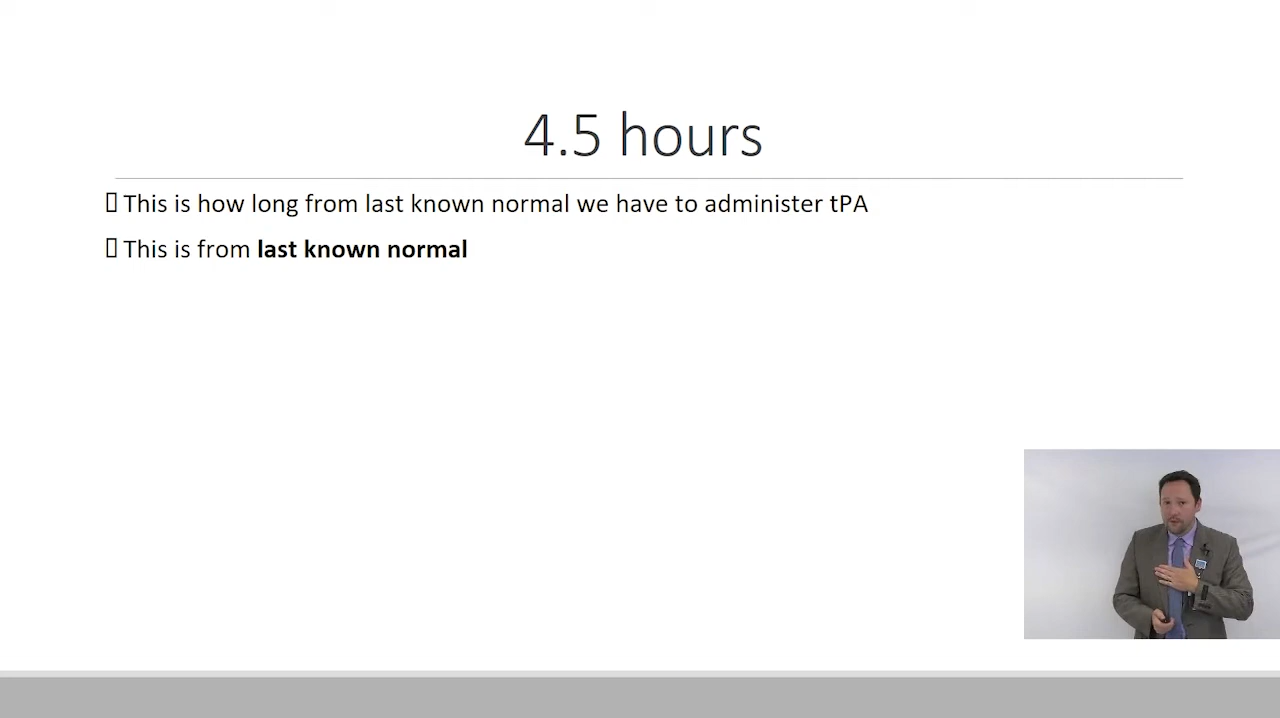 4.5 hours
This is how long from last known normal we have to administer tPA
This is from last known normal